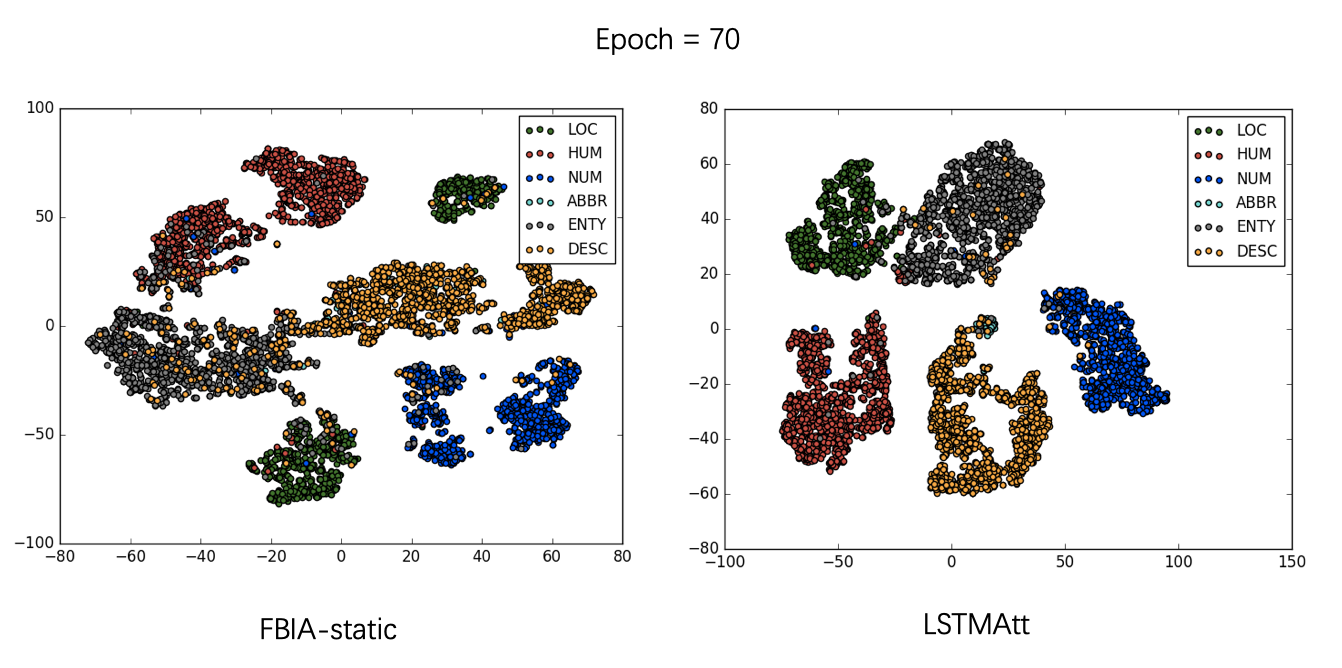 Epoch = 70
100
50
0
−50
−100
−80
−60
−40
−20
0
20
40
60
80
LOC
HUM
NUM
ABBR
ENTY
DESC
FBIA-static
80
60
40
20
0
−20
−40
−60
−80
−100
−50
0
50
100
150
LOC
HUM
NUM
ABBR
ENTY
DESC
LSTMAtt